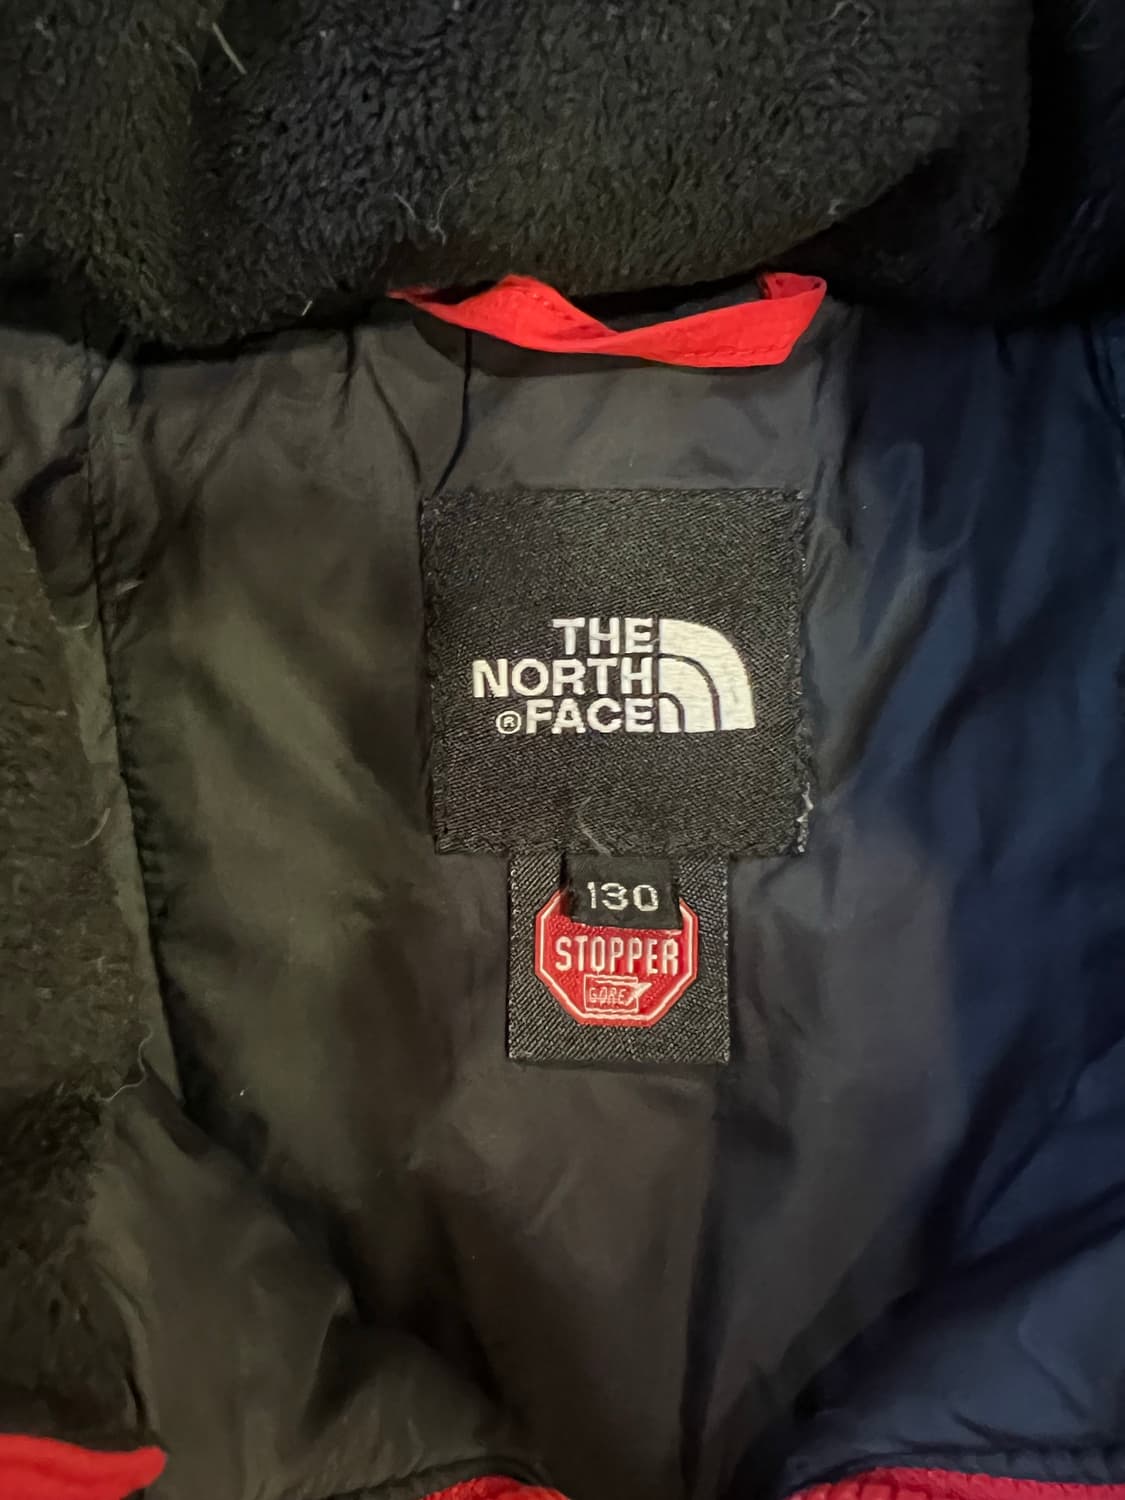 THE
NORTH
®FACE
130
STOPPER
GORE